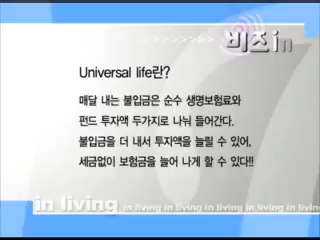 비즈in
Universal life란?
매달 내는 불입금은 순수 생명보험료와
펀드 투자액 두가지로 나눠 들어간다.
불입금을 더 내서 투자액을 늘릴 수 있어,
세금없이 보험금을 늘어 나게 할 수 있다!!
in living in living in living in living in living in living in living